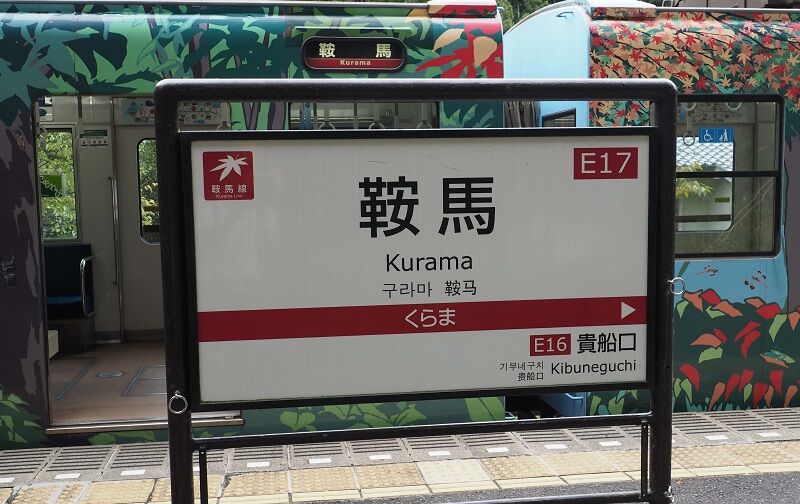 鞍馬
Kurama
鞍馬線
Kurama Line
E17
鞍馬
Kurama
구라마 鞍马
くらま
E16 貴船口
기부네구치
貴船口
Kibuneguchi